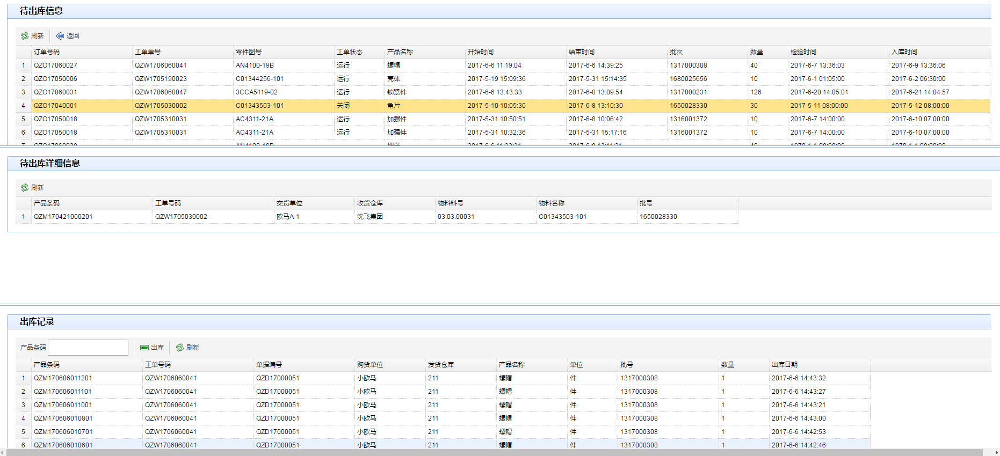 待出库信息
刷新 返回
订单号码 工单单号 零件图号 工单状态 产品名称 开始时间 结束时间 批次 数量 检验时间 入库时间
1 QZO17060027 QZW1706060041 AN4100-19B 运行 螺帽 2017-6-6 11:19:04 2017-6-6 14:39:25 1317000308 40 2017-6-7 13:36:03 2017-6-9 13:36:06
2 QZO17050006 QZW1705190023 C01344256-101 运行 壳体 2017-5-19 15:09:36 2017-5-31 15:14:35 1680025656 10 2017-6-1 01:05:00 2017-6-2 06:30:00
3 QZO17060031 QZW1706060047 3CCA5119-02 运行 锁紧件 2017-6-6 13:43:33 2017-6-8 13:09:54 1317000231 126 2017-6-20 14:05:01 2017-6-21 14:04:57
4 QZO17040001 QZW1705030002 C01343503-101 关闭 角片 2017-5-10 10:05:30 2017-6-8 13:10:30 1650028330 30 2017-5-11 08:00:00 2017-5-12 08:00:00
5 QZO17050018 QZW1705310031 AC4311-21A 运行 加强件 2017-5-31 10:50:51 2017-6-8 10:06:42 1316001372 10 2017-6-7 14:00:00 2017-6-10 07:00:00
6 QZO17050018 QZW1705310031 AC4311-21A 运行 加强件 2017-5-31 10:32:36 2017-5-31 15:17:16 1316001372 10 2017-6-7 14:00:00 2017-6-10 07:00:00
待出库详细信息
刷新
产品条码 工单号码 交货单位 收货仓库 物料料号 物料名称 批号
1 QZM170421000201 QZW1705030002 欧马A-1 沈飞集团 03.03.00031 C01343503-101 1650028330
出库记录
产品条码 出库 刷新
产品条码 工单号码 单据编号 购货单位 发货仓库 产品名称 单位 批号 数量 出库日期
1 QZM170606011201 QZW1706060041 QZD17000051 小欧马 211 螺帽 件 1317000308 1 2017-6-6 14:43:32
2 QZM170606011101 QZW1706060041 QZD17000051 小欧马 211 螺帽 件 1317000308 1 2017-6-6 14:43:27
3 QZM170606011001 QZW1706060041 QZD17000051 小欧马 211 螺帽 件 1317000308 1 2017-6-6 14:43:21
4 QZM170606010801 QZW1706060041 QZD17000051 小欧马 211 螺帽 件 1317000308 1 2017-6-6 14:43:00
5 QZM170606010701 QZW1706060041 QZD17000051 小欧马 211 螺帽 件 1317000308 1 2017-6-6 14:42:53
6 QZM170606010601 QZW1706060041 QZD17000051 小欧马 211 螺帽 件 1317000308 1 2017-6-6 14:42:46